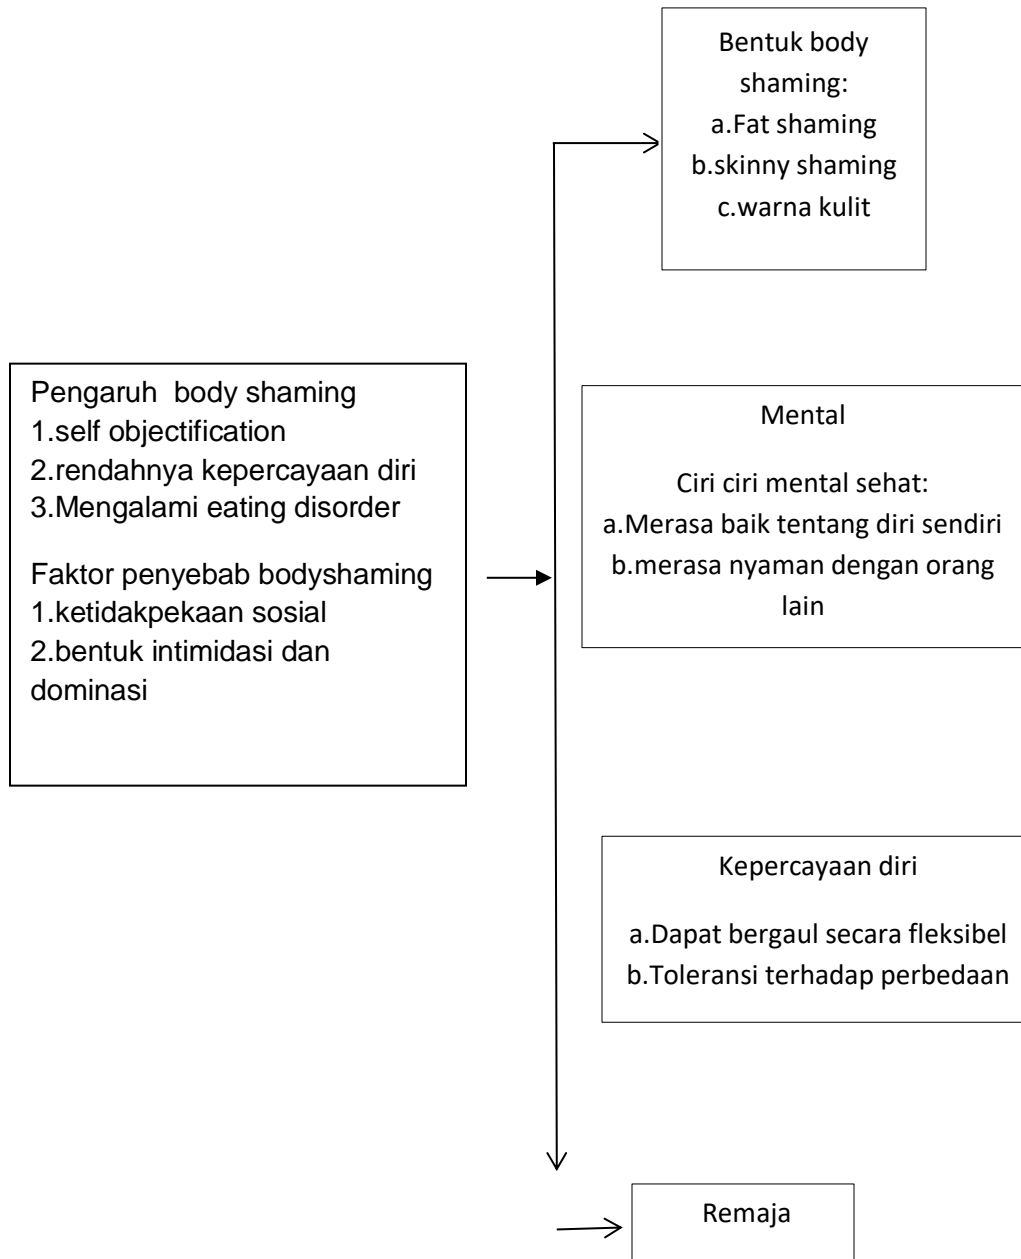 Bentuk body
shaming:
a.Fat shaming
b.skinny shaming
c.warna kulit
Pengaruh  body shaming
1.self objectification
2.rendahnya kepercayaan diri
3.Mengalami eating disorder
Faktor penyebab bodyshaming
1.ketidakpekaan sosial
2.bentuk intimidasi dan
dominasi
Mental
Ciri ciri mental sehat:
a.Merasa baik tentang diri sendiri
b.merasa nyaman dengan orang
lain
Kepercayaan diri
a.Dapat bergaul secara fleksibel
b.Toleransi terhadap perbedaan
Remaja